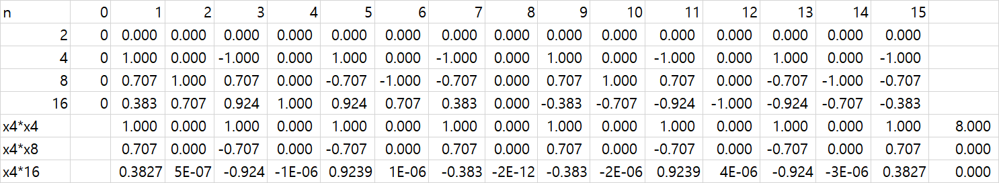 n 0 1 2 3 4 5 6 7 8 9 10 11 12 13 14 15
2 0 0.000 0.000 0.000 0.000 0.000 0.000 0.000 0.000 0.000 0.000 0.000 0.000 0.000 0.000 0.000
4 0 1.000 0.000 -1.000 0.000 1.000 0.000 -1.000 0.000 1.000 0.000 -1.000 0.000 1.000 0.000 -1.000
8 0 0.707 1.000 0.707 0.000 -0.707 -1.000 -0.707 0.000 0.707 1.000 0.707 0.000 -0.707 -1.000 -0.707
16 0 0.383 0.707 0.924 1.000 0.924 0.707 0.383 0.000 -0.383 -0.707 -0.924 -1.000 -0.924 -0.707 -0.383
x4*x4 1.000 0.000 1.000 0.000 1.000 0.000 1.000 0.000 1.000 0.000 1.000 0.000 1.000 0.000 1.000 8.000
x4*x8 0.707 0.000 -0.707 0.000 -0.707 0.000 0.707 0.000 0.707 0.000 -0.707 0.000 -0.707 0.000 0.707 0.000
x4*16 0.3827 5E-07 -0.924 -1E-06 0.9239 1E-06 -0.383 -2E-12 -0.383 -2E-06 0.9239 4E-06 -0.924 -3E-06 0.3827 0.000